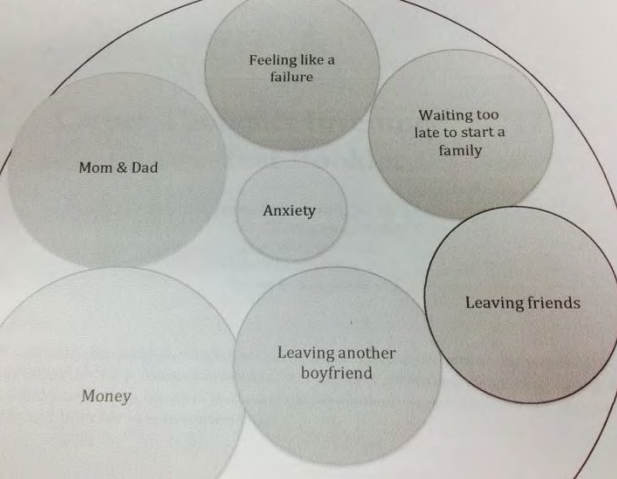 Feeling like a
failure
Waiting too
late to start a
family
Mom & Dad
Anxiety
Leaving friends
Leaving another
boyfriend
Money